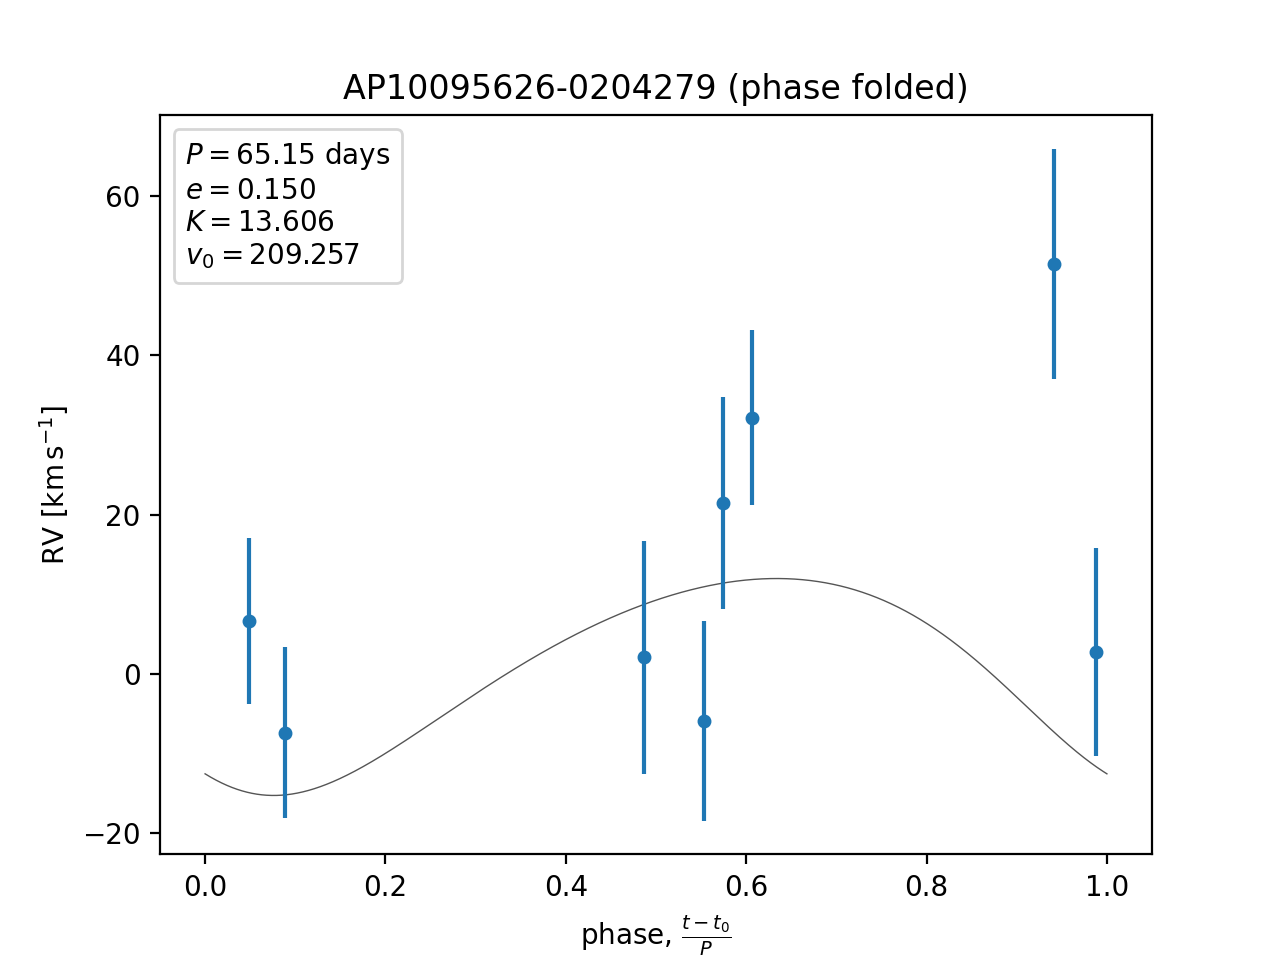 AP10095626-0204279 (phase folded)
P = 65.15 days
e = 0.150
K = 13.606
v₀ = 209.257
60
40
20
0
−20
RV [km s⁻¹]
0.0 0.2 0.4 0.6 0.8 1.0
phase, (t − t₀)/P